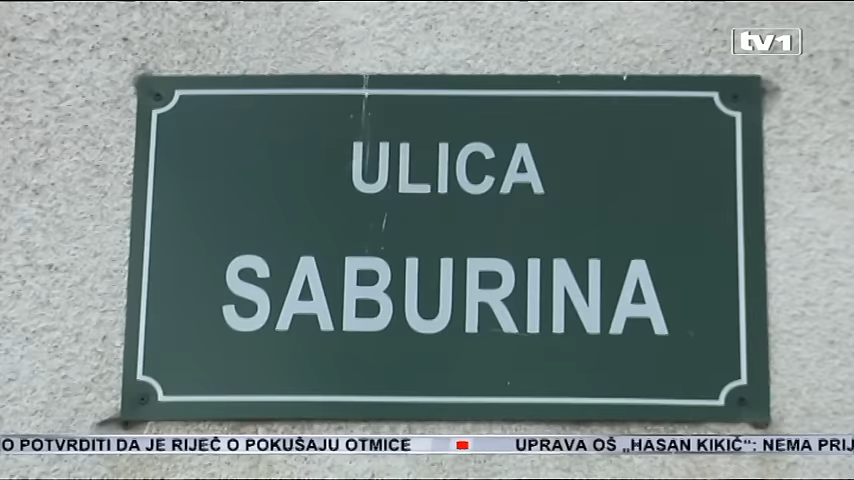 tv1
ULICA
SABURINA
O POTVRDITI DA JE RIJEČ O POKUŠAJU OTMICE UPRAVA OŠ „HASAN KIKIĆ“: NEMA PRIJ